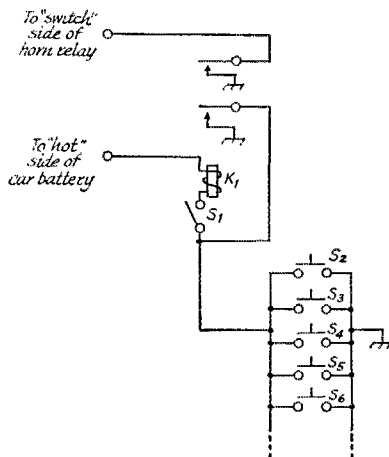 To "switch"
side of
horn relay
To "hot"
side of
car battery
K1
S1
S2
S3
S4
S5
S6